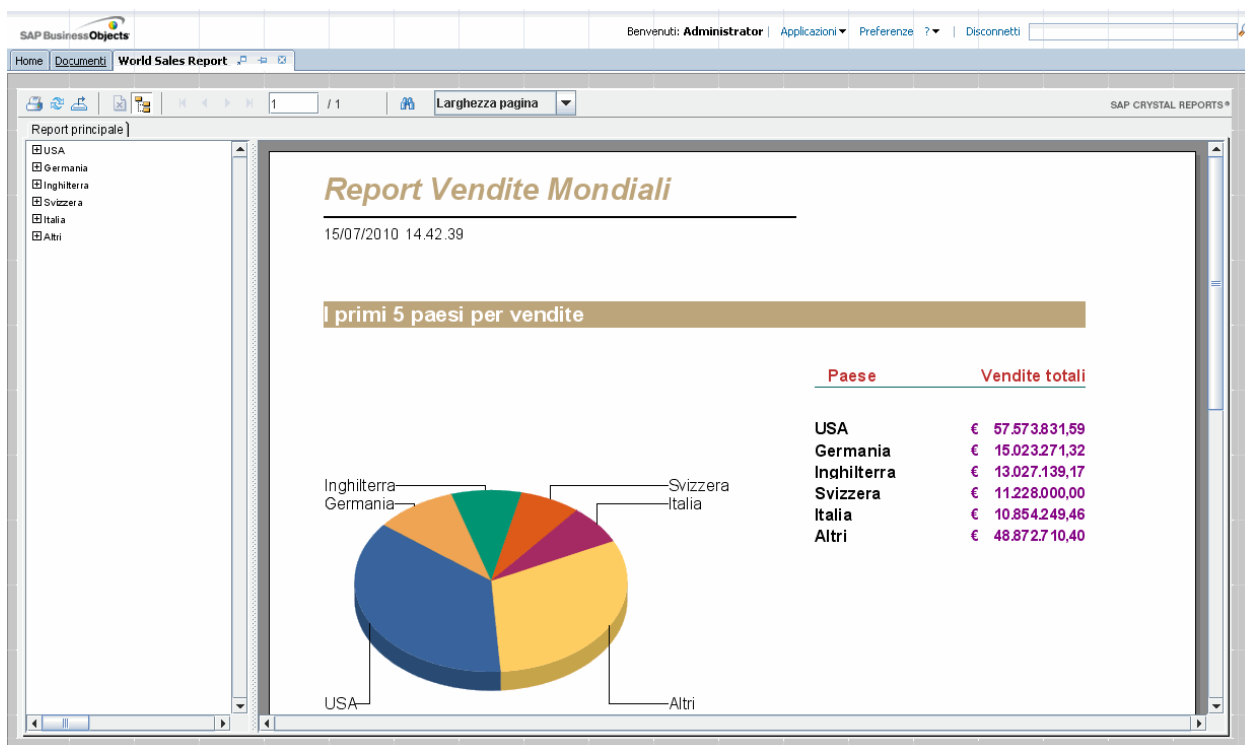 SAP BusinessObjects
Benvenuti: Administrator | Applicazioni Preferenze ? | Disconnetti
Home Documenti World Sales Report
1 / 1 Larghezza pagina SAP CRYSTAL REPORTS®
Report principale
USA
Germania
Inghilterra
Svizzera
Italia
Altri
Report Vendite Mondiali
15/07/2010 14.42.39
I primi 5 paesi per vendite
Paese Vendite totali
USA € 57.573.831,59
Germania € 15.023.271,32
Inghilterra € 13.027.139,17
Svizzera € 11.228.000,00
Italia € 10.854.249,46
Altri € 48.872.710,40
Inghilterra Svizzera
Germania Italia
USA Altri